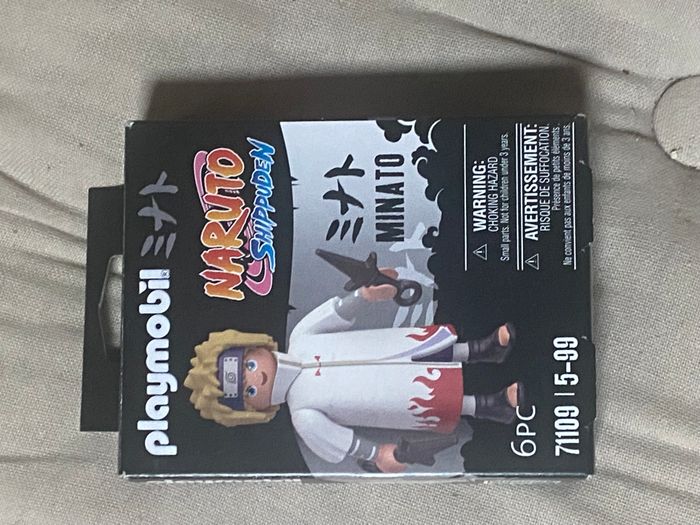 playmobil
ミナト
NARUTO
SHIPPUDEN
ミナト
MINATO
⚠ WARNING:
CHOKING HAZARD
Small parts. Not for children under 3 years.
⚠ AVERTISSEMENT:
RISQUE DE SUFFOCATION.
Présence de petits éléments.
Ne convient pas aux enfants de moins de 3 ans.
6PC
71109 | 5-99